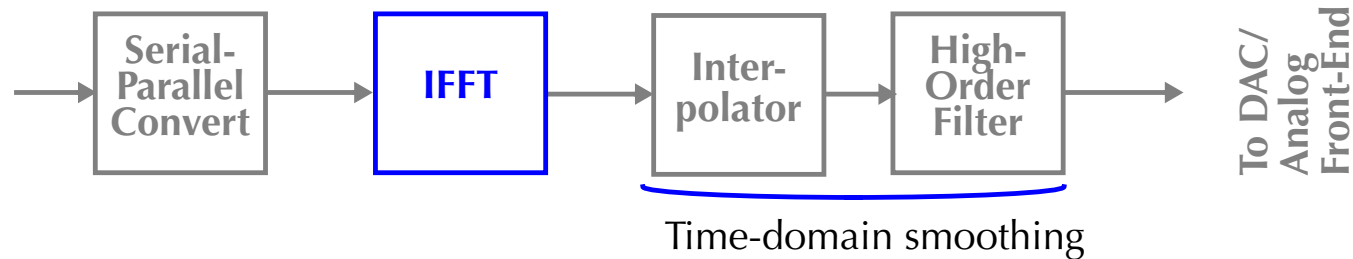 Serial-
Parallel
Convert
IFFT
Inter-
polator
High-
Order
Filter
To DAC/
Analog
Front-End
Time-domain smoothing